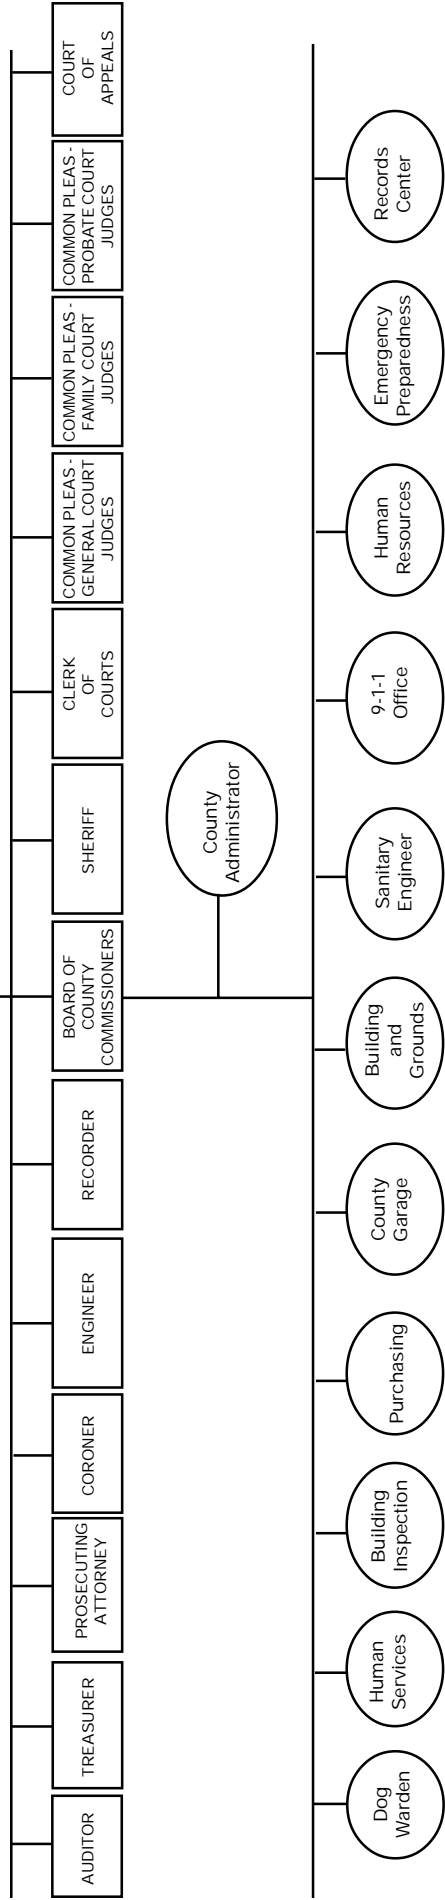 AUDITOR
TREASURER
PROSECUTING
ATTORNEY
CORONER
ENGINEER
RECORDER
BOARD OF
COUNTY
COMMISSIONERS
SHERIFF
CLERK
OF
COURTS
COMMON PLEAS -
GENERAL COURT
JUDGES
COMMON PLEAS -
FAMILY COURT
JUDGES
COMMON PLEAS -
PROBATE COURT
JUDGES
COURT
OF
APPEALS
County
Administrator
Dog
Warden
Human
Services
Building
Inspection
Purchasing
County
Garage
Building
and
Grounds
Sanitary
Engineer
9-1-1
Office
Human
Resources
Emergency
Preparedness
Records
Center